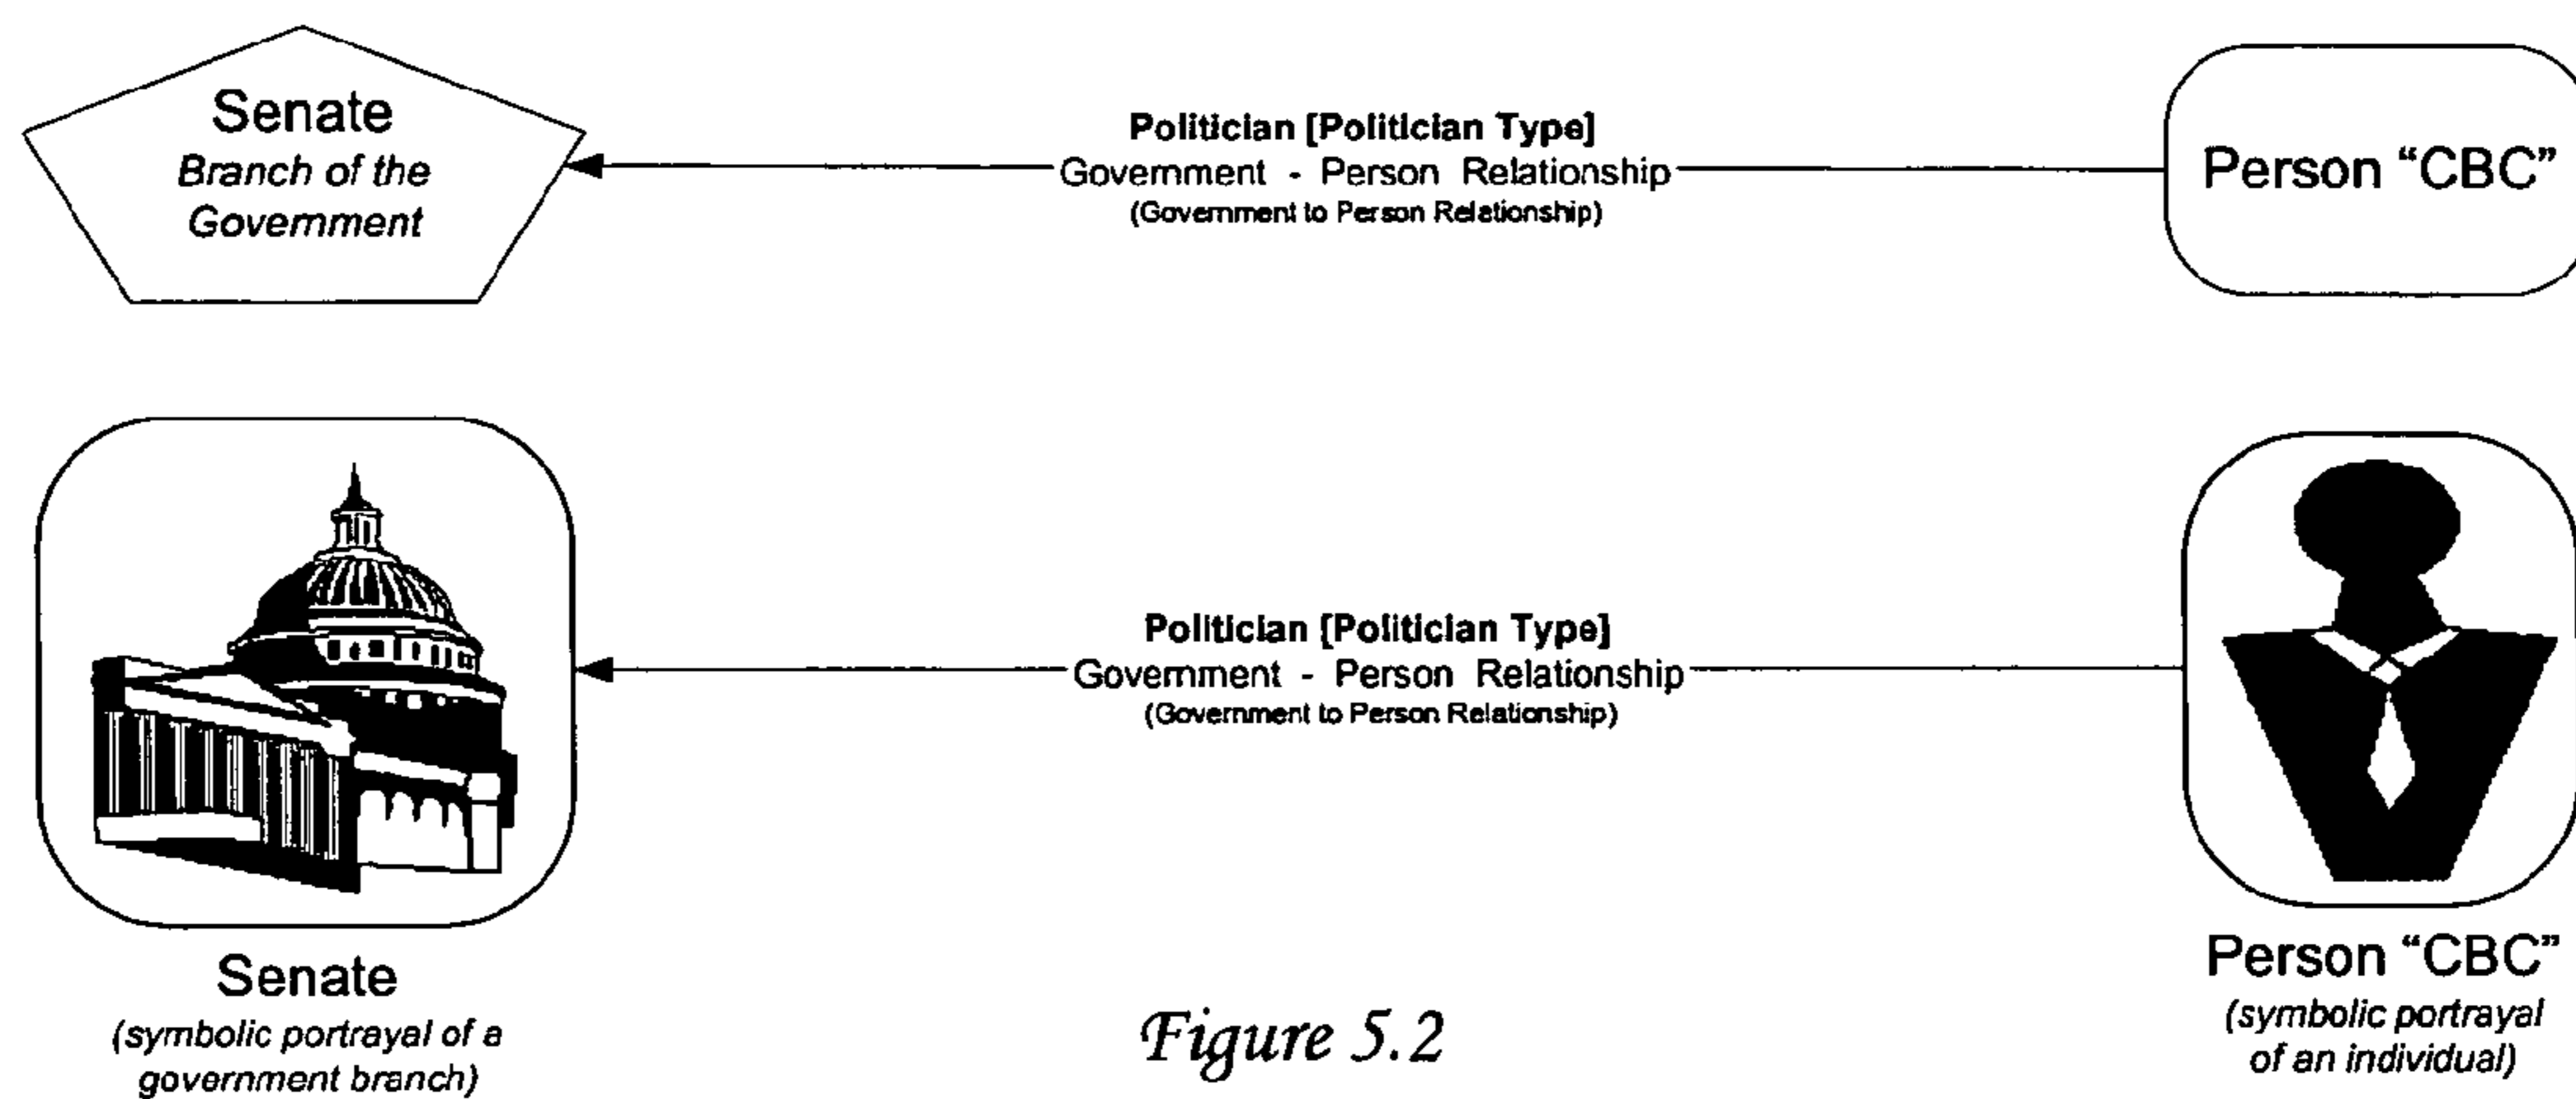 Senate
Branch of the
Government
Politician [Politician Type]
Government - Person Relationship
(Government to Person Relationship)
Person “CBC”
Politician [Politician Type]
Government - Person Relationship
(Government to Person Relationship)
Senate
(symbolic portrayal of a
government branch)
Person “CBC”
(symbolic portrayal
of an individual)
Figure 5.2